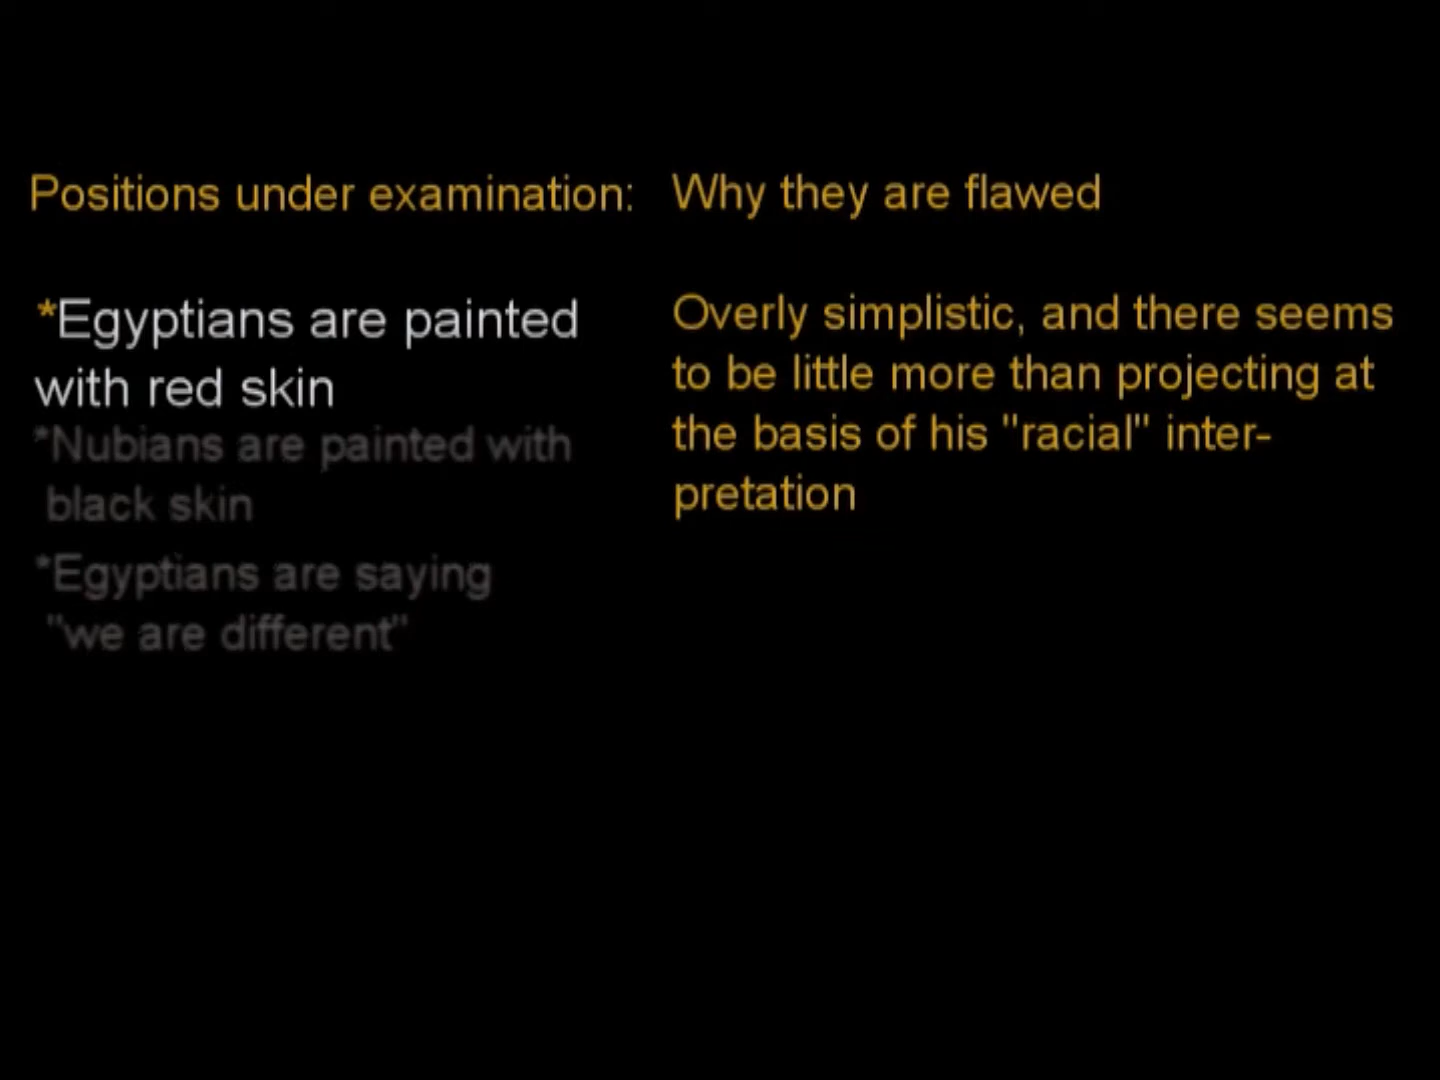 Positions under examination:
*Egyptians are painted
with red skin
*Nubians are painted with
black skin
*Egyptians are saying
"we are different"
Why they are flawed
Overly simplistic, and there seems
to be little more than projecting at
the basis of his "racial" inter-
pretation